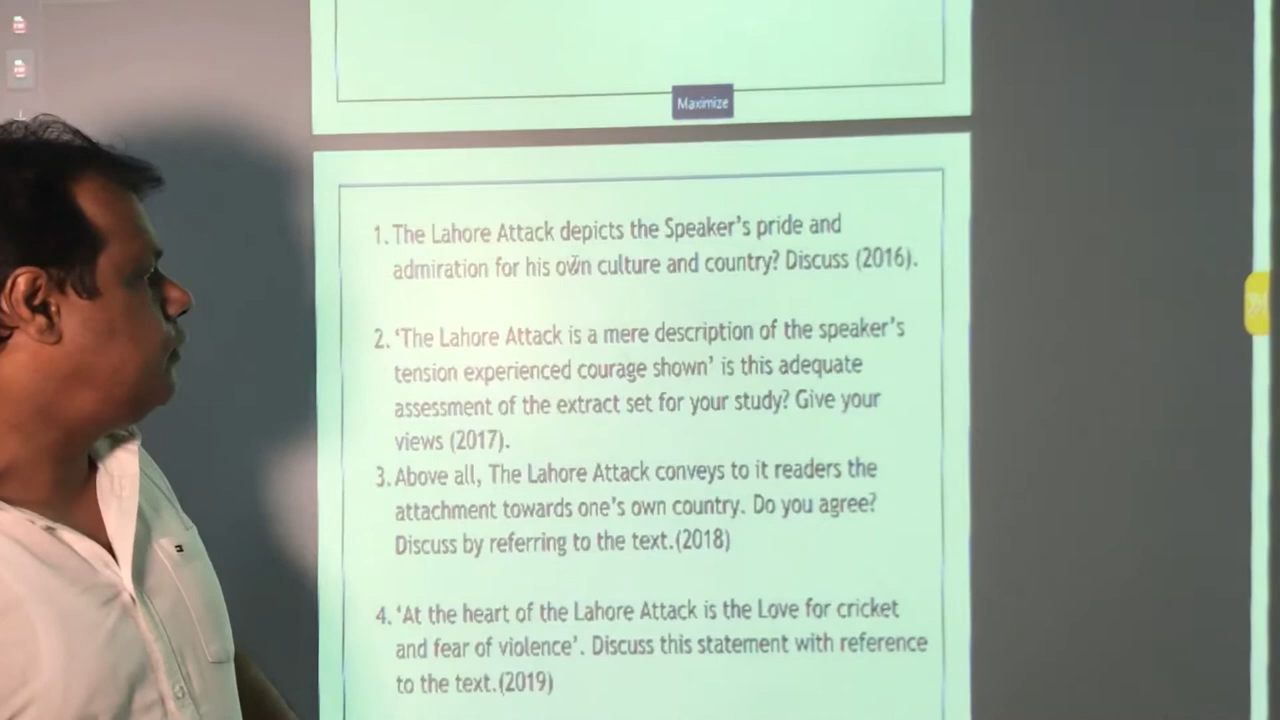 Maximize
1. The Lahore Attack depicts the Speaker's pride and
admiration for his own culture and country? Discuss (2016).
2. 'The Lahore Attack is a mere description of the speaker's
tension experienced courage shown' is this adequate
assessment of the extract set for your study? Give your
views (2017).
3. Above all, The Lahore Attack conveys to it readers the
attachment towards one's own country. Do you agree?
Discuss by referring to the text.(2018)
4. 'At the heart of the Lahore Attack is the Love for cricket
and fear of violence'. Discuss this statement with reference
to the text.(2019)